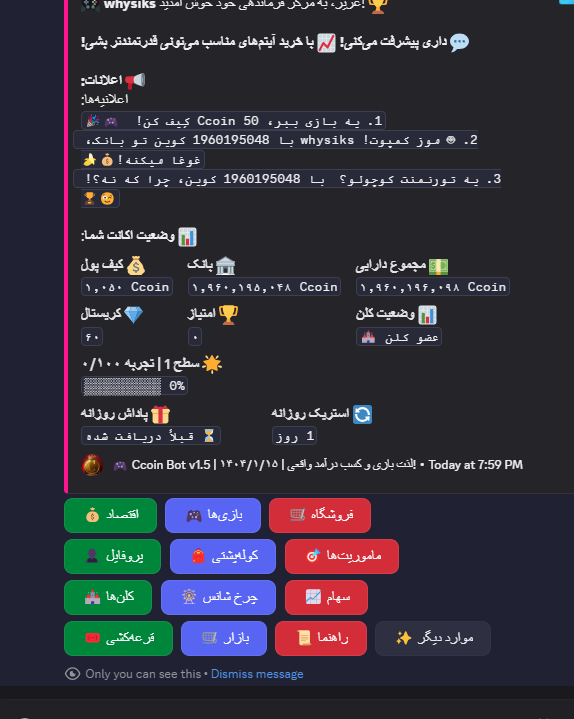 whysiks عزیز، به مرکز فرماندهی خود خوش آمدید! 🏆
💬 داری پیشرفت می‌کنی! 📈 با خرید آیتم‌های مناسب می‌تونی قدرتمندتر بشی!
📢 اعلانات:
اعلانیه‌ها:
1. یه بازی ببر، 50 Ccoin کیف کن! 🎮 🎉
2. موز کمپوت! whysiks با 1960195048 کوین تو بانک،
غوغا میکنه! 💰🍌
3. یه تورنمنت کوچولو؟ با 1960195048 کوین، چرا که نه؟!
😏🏆
📊 وضعیت اکانت شما:
💵 مجموع دارایی
۱,۹۶۰,۱۹۶,۰۹۸ Ccoin
🏛️ بانک
۱,۹۶۰,۱۹۵,۰۴۸ Ccoin
💰 کیف پول
۱,۰۵۰ Ccoin
📊 وضعیت کلن
عضو کلن 🏰
🏆 امتیاز
۰
💎 کریستال
۶۰
🌟 سطح 1 | تجربه ۰/۱۰۰
▒▒▒▒▒▒▒▒▒▒ 0%
🔄 استریک روزانه
1 روز
🎁 پاداش روزانه
⏳ قبلاً دریافت شده
🎮 Ccoin Bot v1.5 | لذت بازی و کسب درآمد واقعی! | ۱۴۰۴/۱/۱۵ • Today at 7:59 PM
اقتصاد 💰
بازی‌ها 🎮
فروشگاه 🛒
پروفایل 👤
کوله‌پشتی 🎒
ماموریت‌ها 🎯
کلن‌ها 🏰
چرخ شانس 🎡
سهام 📈
قرعه‌کشی 🎟️
بازار 🛒
راهنما 📜
موارد دیگر ✨
Only you can see this • Dismiss message